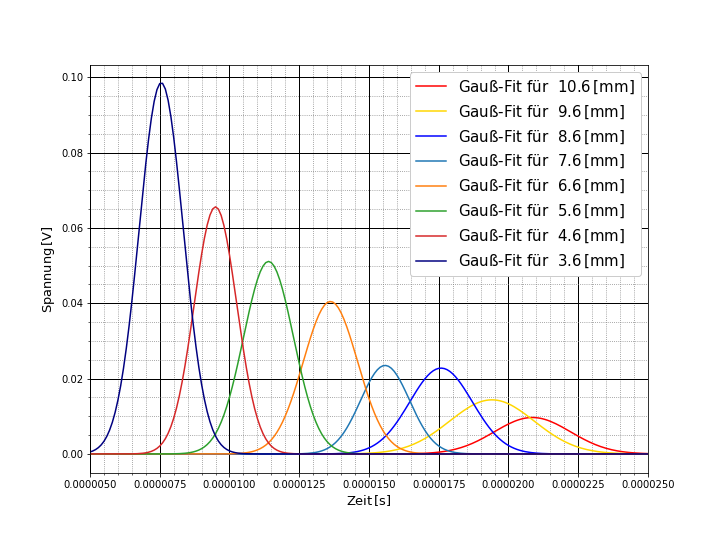 Gauß-Fit für 10.6 [mm]
Gauß-Fit für 9.6 [mm]
Gauß-Fit für 8.6 [mm]
Gauß-Fit für 7.6 [mm]
Gauß-Fit für 6.6 [mm]
Gauß-Fit für 5.6 [mm]
Gauß-Fit für 4.6 [mm]
Gauß-Fit für 3.6 [mm]
Spannung [V]
0.10
0.08
0.06
0.04
0.02
0.00
0.0000050 0.0000075 0.0000100 0.0000125 0.0000150 0.0000175 0.0000200 0.0000225 0.0000250
Zeit [s]